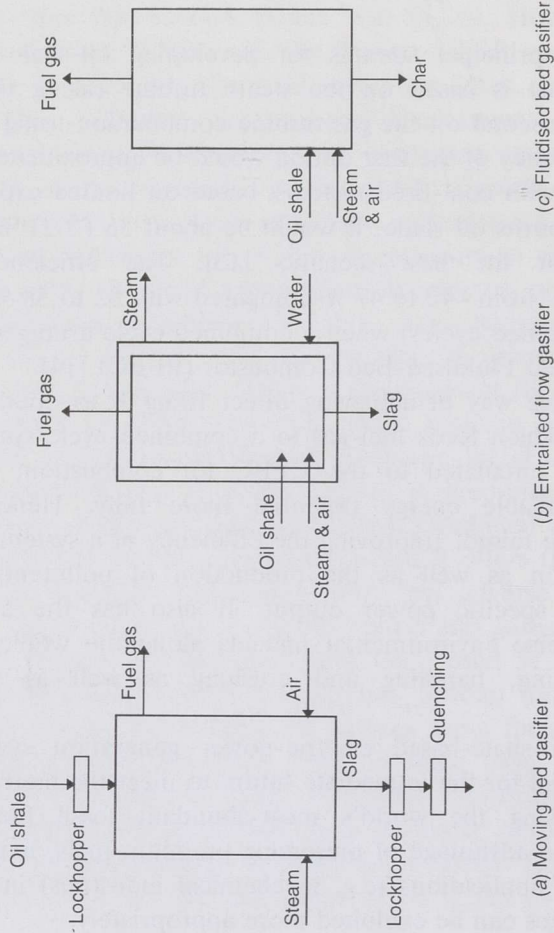 Oil shale
Lockhopper
Fuel gas
Steam
Air
Slag
Lockhopper
Quenching
(a) Moving bed gasifier
Fuel gas
Steam
Oil shale
Steam & air
Water
Slag
(b) Entrained flow gasifier
Fuel gas
Oil shale
Steam
& air
Char
(c) Fluidised bed gasifier